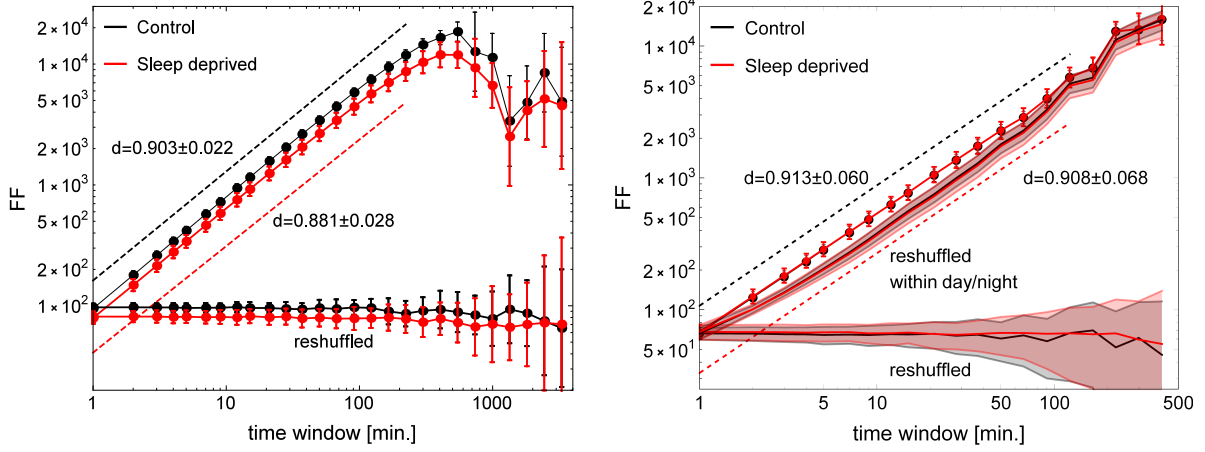 Control
Sleep deprived
d=0.903±0.022
d=0.881±0.028
reshuffled
FF
2 × 10⁴
1 × 10⁴
5 × 10³
2 × 10³
1 × 10³
5 × 10²
2 × 10²
1 × 10²
1 10 100 1000
time window [min.]
Control
Sleep deprived
d=0.913±0.060
d=0.908±0.068
reshuffled
within day/night
reshuffled
FF
2 × 10⁴
1 × 10⁴
5 × 10³
2 × 10³
1 × 10³
5 × 10²
2 × 10²
1 × 10²
5 × 10¹
1 5 10 50 100 500
time window [min.]